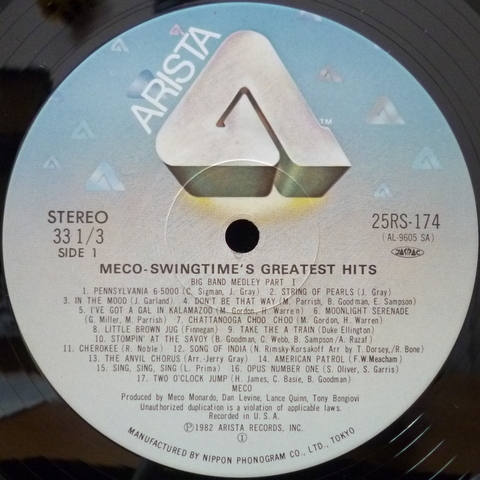 ARISTA
TM
STEREO
33 1/3
SIDE 1
25RS-174
(AL-9605 SA)
JASRAC
MECO-SWINGTIME'S GREATEST HITS
BIG BAND MEDLEY PART I
1. PENNSYLVANIA 6-5000 (C. Sigman, J. Gray) 2. STRING OF PEARLS (J. Gray)
3. IN THE MOOD (J. Garland) 4. DON'T BE THAT WAY (M. Parrish, B. Goodman, E. Sampson)
5. I'VE GOT A GAL IN KALAMAZOO (M. Gordon, H. Warren) 6. MOONLIGHT SERENADE
(G. Miller, M. Parrish) 7. CHATTANOOGA CHOO CHOO (M. Gordon, H. Warren)
8. LITTLE BROWN JUG (Finnegan) 9. TAKE THE A TRAIN (Duke Ellington)
10. STOMPIN' AT THE SAVOY (B. Goodman, C. Webb, B. Sampson/A. Razaf)
11. CHEROKEE (R. Noble) 12. SONG OF INDIA (N. Rimsky-Korsakoff Arr by T. Dorsey,/R. Bone)
13. THE ANVIL CHORUS (Arr. Jerry Gray) 14. AMERICAN PATROL (F.W.Meacham)
15. SING, SING, SING (L. Prima) 16. OPUS NUMBER ONE (S. Oliver, S. Garris)
17. TWO O'CLOCK JUMP (H. James, C. Basie, B. Goodman)
MECO
Produced by Meco Monardo, Dan Levine, Lance Quinn, Tony Bongiovi
Unauthorized duplication is a violation of applicable laws.
Recorded in U.S.A.
Ⓟ1982 ARISTA RECORDS, INC.
I
MANUFACTURED BY NIPPON PHONOGRAM CO., LTD., TOKYO